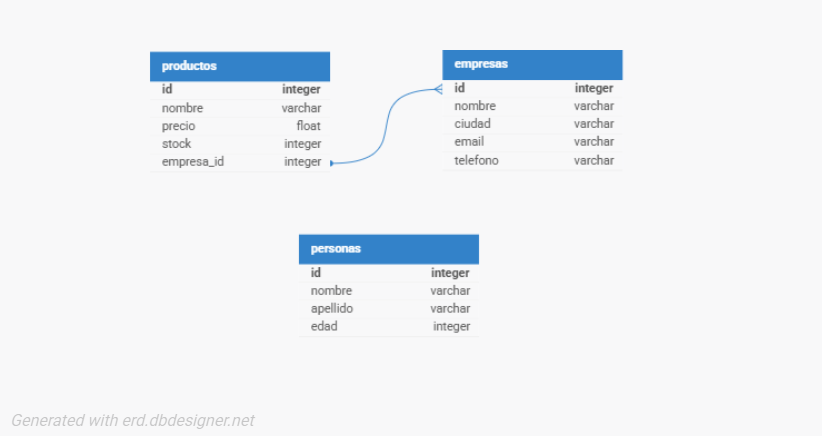 productos
id integer
nombre varchar
precio float
stock integer
empresa_id integer
empresas
id integer
nombre varchar
ciudad varchar
email varchar
telefono varchar
personas
id integer
nombre varchar
apellido varchar
edad integer
Generated with erd.dbdesigner.net